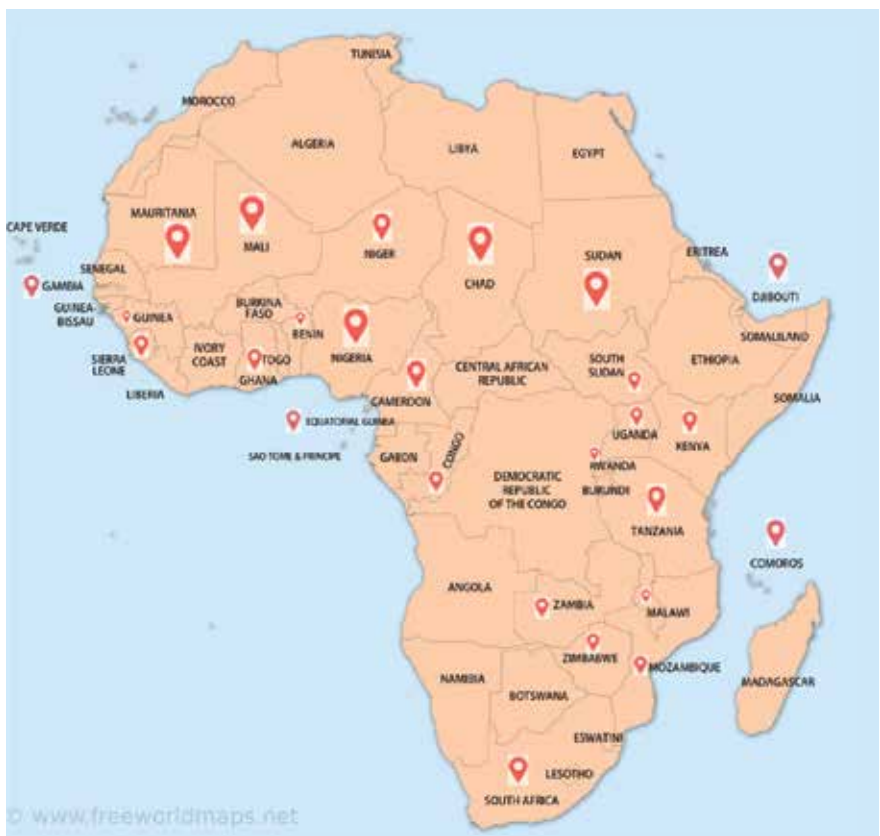 TUNISIA
MOROCCO
ALGERIA
LIBYA
EGYPT
MAURITANIA
MALI
NIGER
CHAD
SUDAN
ERITREA
CAPE VERDE
SENEGAL
GAMBIA
DJIBOUTI
GUINEA-
BISSAU
GUINEA
BURKINA
FASO
BENIN
NIGERIA
SOMALILAND
SIERRA
LEONE
IVORY
COAST
TOGO
GHANA
CENTRAL AFRICAN
REPUBLIC
SOUTH
SUDAN
ETHIOPIA
LIBERIA
CAMEROON
SOMALIA
EQUATORIAL GUINEA
UGANDA
KENYA
SAO TOME & PRINCIPE
GABON
CONGO
RWANDA
DEMOCRATIC
REPUBLIC
OF THE CONGO
BURUNDI
TANZANIA
COMOROS
ANGOLA
ZAMBIA
MALAWI
ZIMBABWE
MOZAMBIQUE
NAMIBIA
BOTSWANA
MADAGASCAR
ESWATINI
LESOTHO
SOUTH AFRICA
© www.freeworldmaps.net